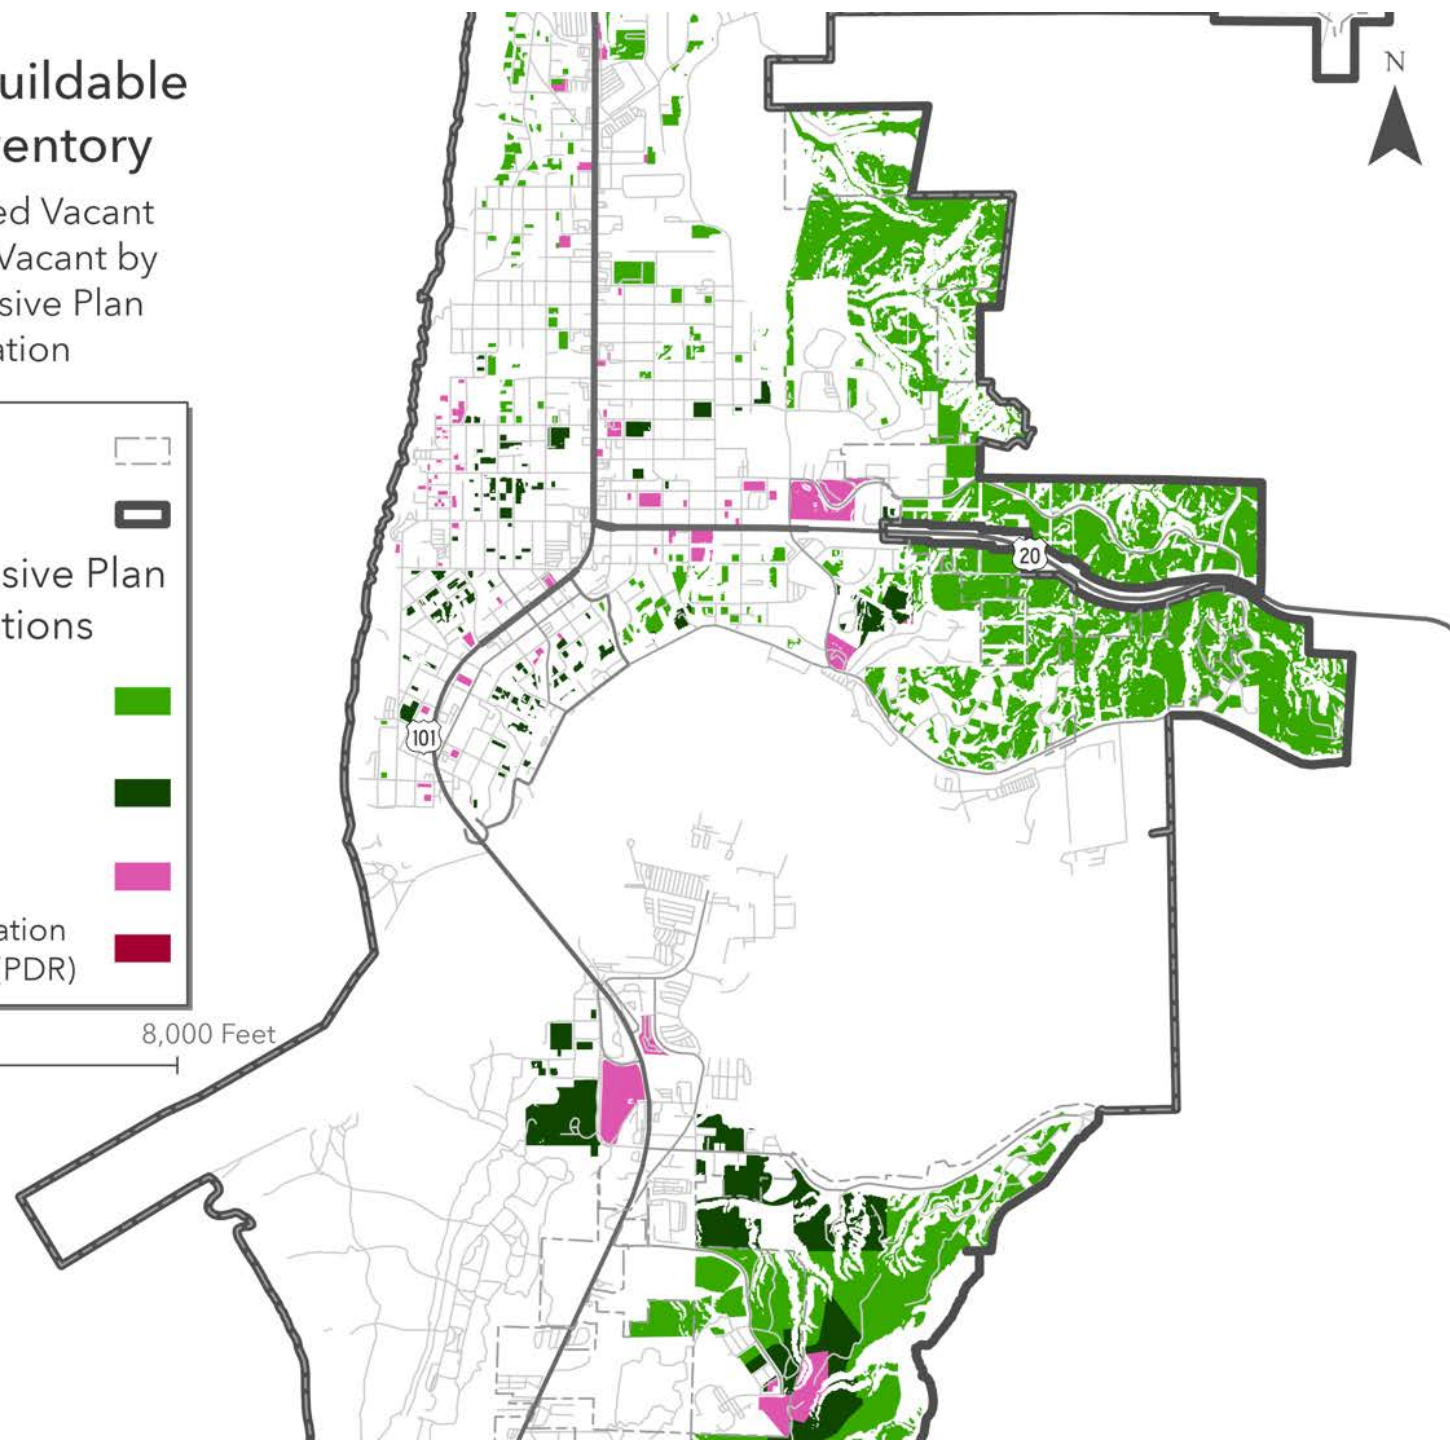 uildable
entory
ed Vacant
Vacant by
sive Plan
ation
sive Plan
tions
ation
(PDR)
8,000 Feet
N
20
101